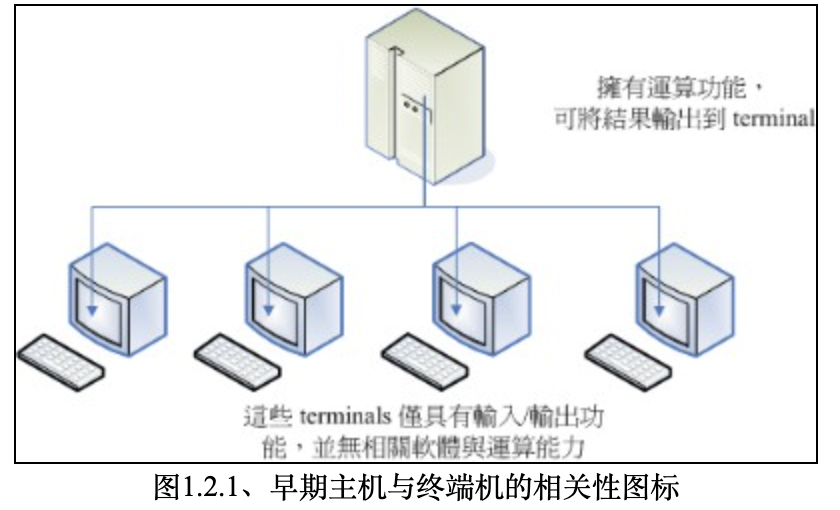 擁有運算功能，
可將結果輸出到 terminal
這些 terminals 僅具有輸入/輸出功
能，並無相關軟體與運算能力
图1.2.1、早期主机与终端机的相关性图标